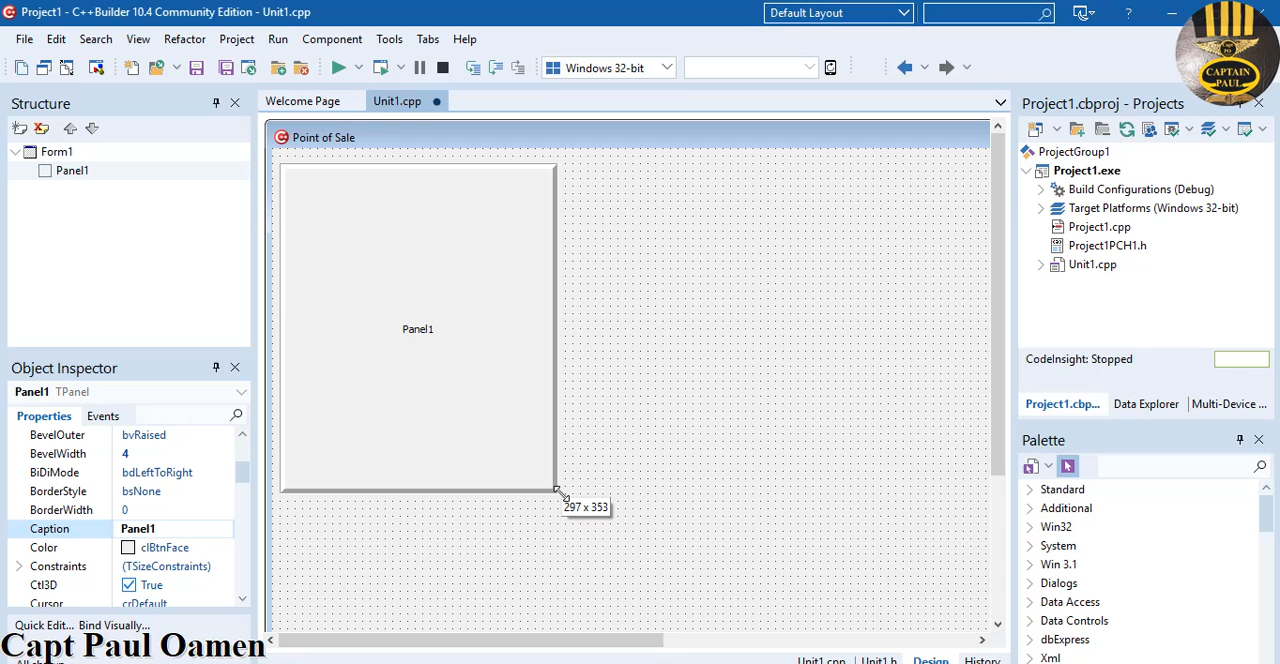 Project1 - C++Builder 10.4 Community Edition - Unit1.cpp
Default Layout
?
File Edit Search View Refactor Project Run Component Tools Tabs Help
Windows 32-bit
CAPTAIN
PAUL
Structure
Form1
Panel1
Welcome Page
Unit1.cpp
Point of Sale
Panel1
297 x 353
Object Inspector
Panel1 TPanel
Properties Events
BevelOuter bvRaised
BevelWidth 4
BiDiMode bdLeftToRight
BorderStyle bsNone
BorderWidth 0
Caption Panel1
Color clBtnFace
Constraints (TSizeConstraints)
Ctl3D True
Cursor crDefault
Quick Edit... Bind Visually...
Capt Paul Oamen
Unit1.cpp Unit1.h Design History
Project1.cbproj - Projects
ProjectGroup1
Project1.exe
Build Configurations (Debug)
Target Platforms (Windows 32-bit)
Project1.cpp
Project1PCH1.h
Unit1.cpp
CodeInsight: Stopped
Project1.cbp... Data Explorer Multi-Device ...
Palette
Standard
Additional
Win32
System
Win 3.1
Dialogs
Data Access
Data Controls
dbExpress
Xml